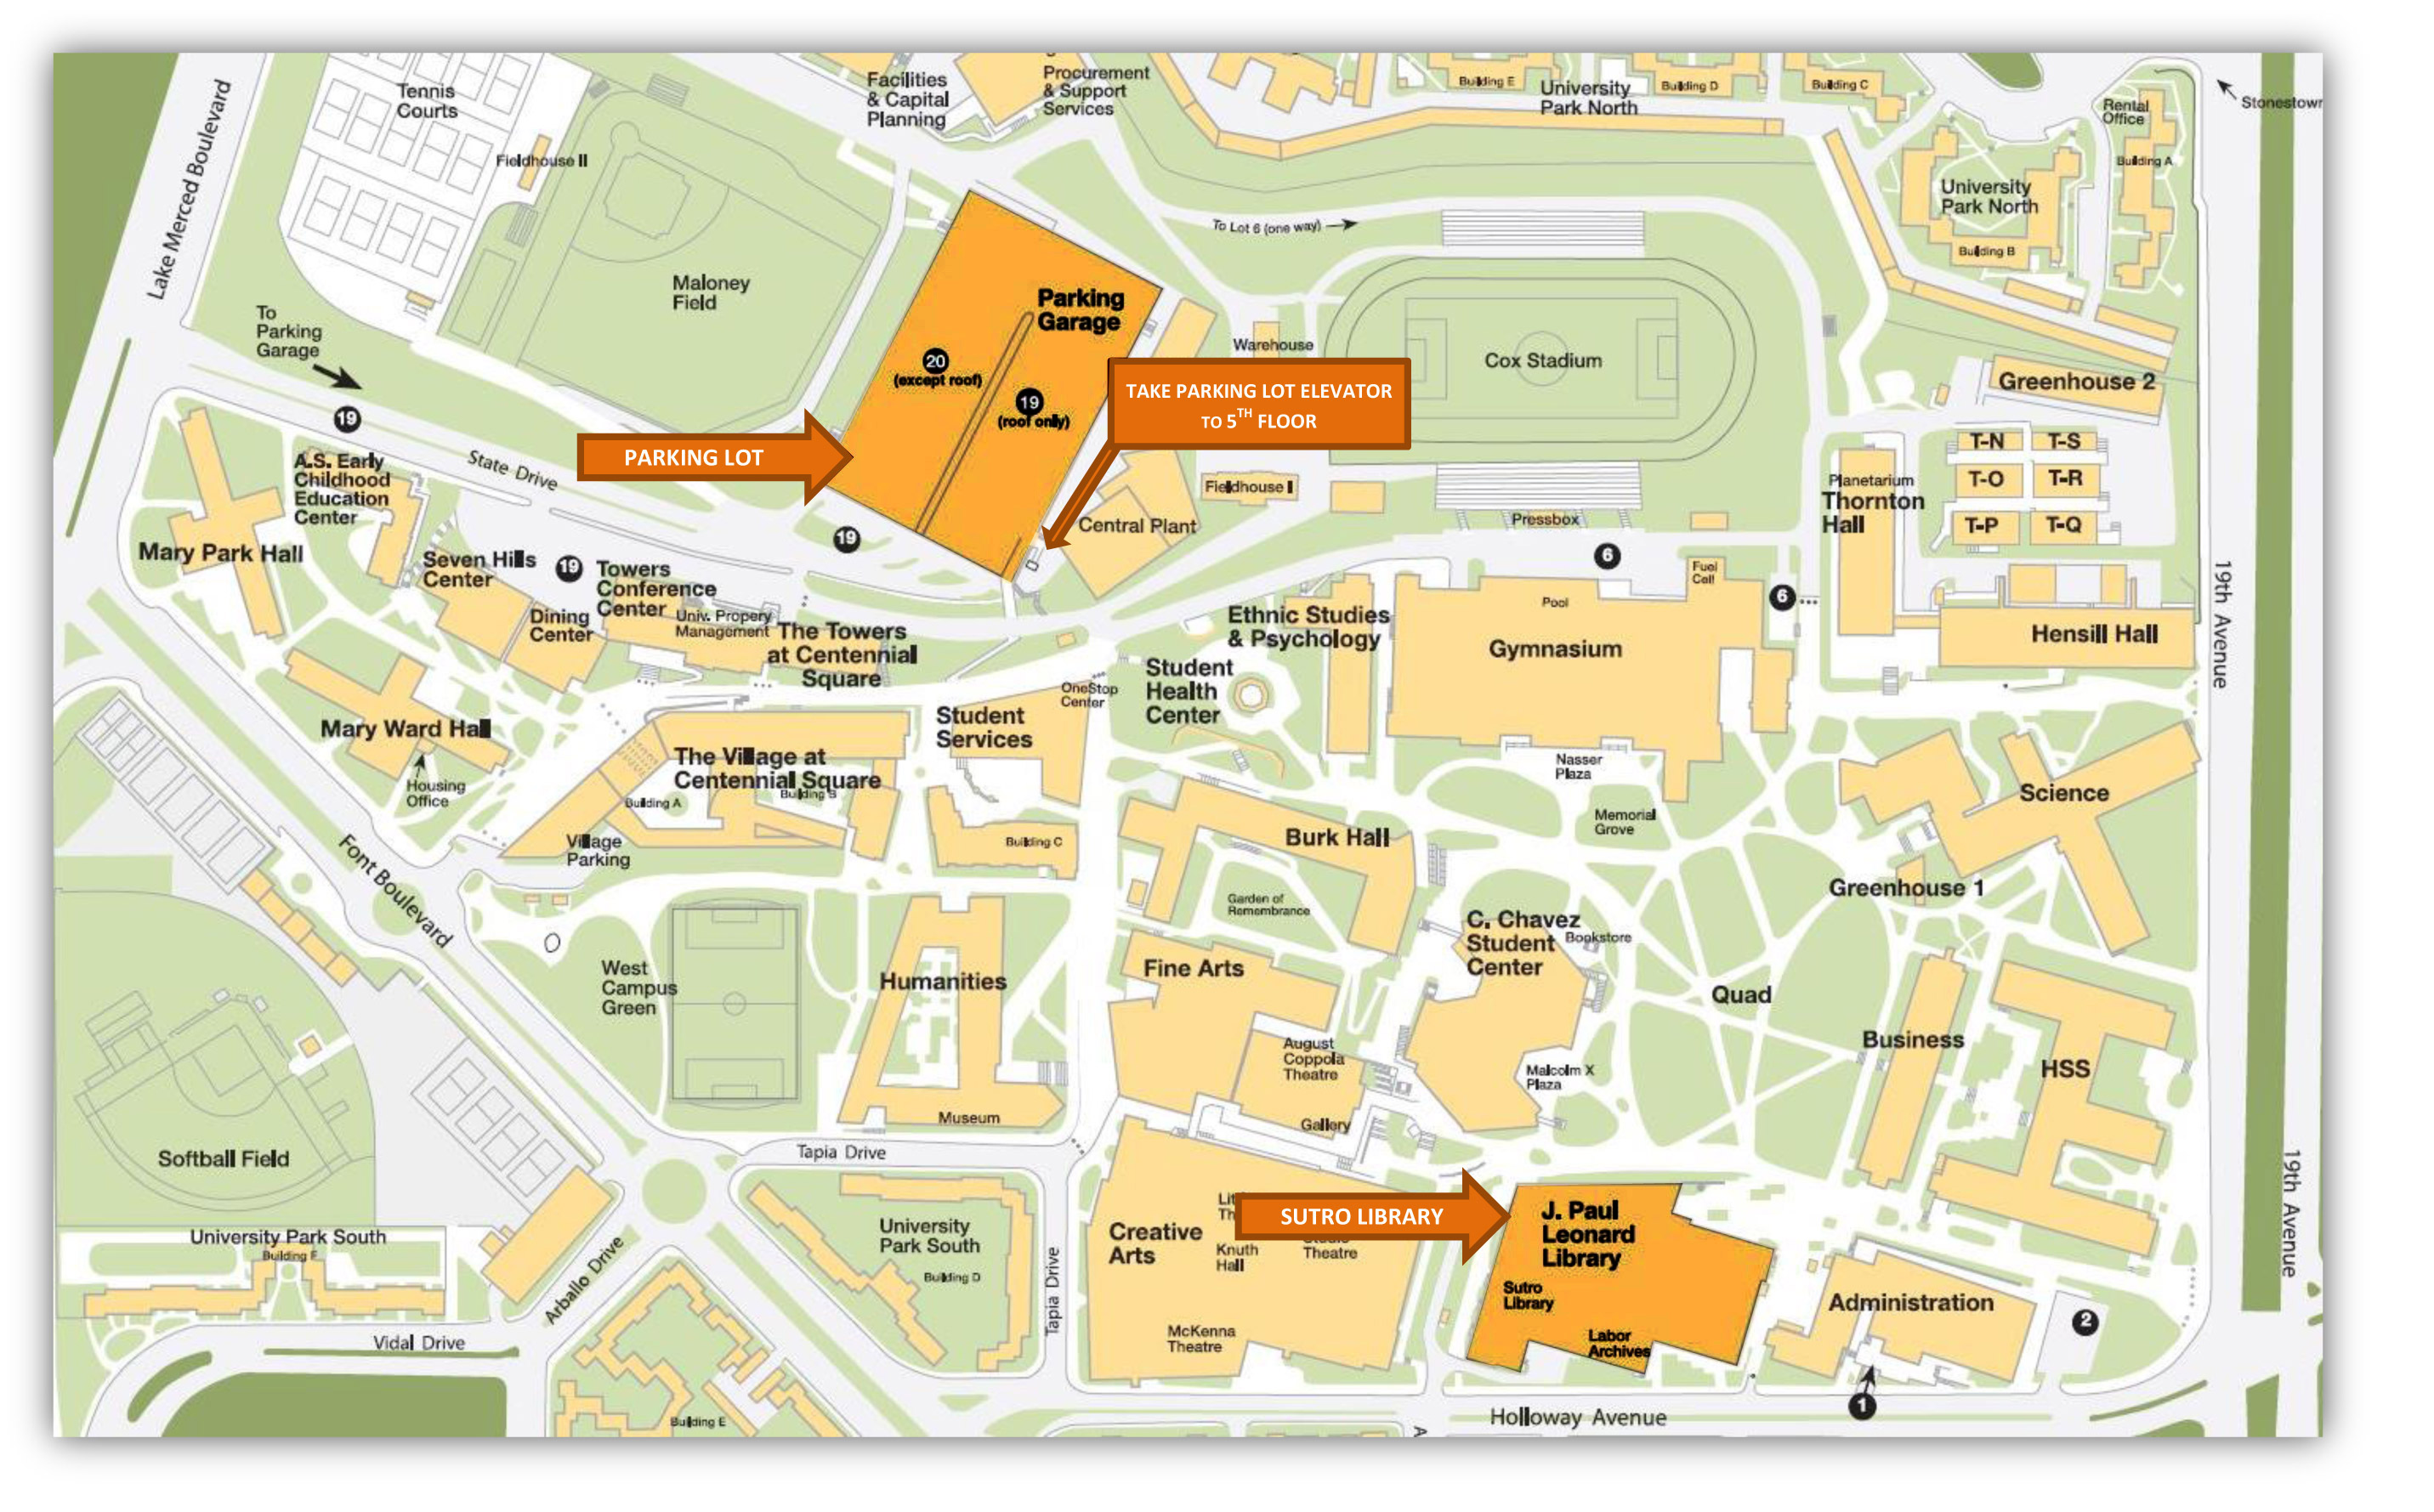 Facilities
& Capital
Planning
Procurement
& Support
Services
Building E
University
Park North
Building D
Building C
Stonestown
Tennis
Courts
Rental
Office
Lake Merced Boulevard
Fieldhouse II
Building A
University
Park North
Building B
To Lot 6 (one way)
Maloney
Field
Parking
Garage
To
Parking
Garage
Warehouse
20
(except roof)
19
(roof only)
TAKE PARKING LOT ELEVATOR
TO 5TH FLOOR
Cox Stadium
Greenhouse 2
19
T-N
T-S
PARKING LOT
A.S. Early
Childhood
Education
Center
State Drive
T-O
T-R
Planetarium
Thornton
Hall
Fieldhouse I
Central Plant
Pressbox
T-P
T-Q
19
Mary Park Hall
Seven Hills
Center
19
Towers
Conference
Center
6
Fuel
Cell
6
Pool
Dining
Center
Univ. Propery
Management
The Towers
at Centennial
Square
Ethnic Studies
& Psychology
Gymnasium
Hensill Hall
19th Avenue
Student
Health
Center
OneStop
Center
Student
Services
Mary Ward Hall
The Village at
Centennial Square
Building A
Building B
Housing
Office
Nasser
Plaza
Science
Memorial
Grove
Village
Parking
Building C
Burk Hall
Font Boulevard
Greenhouse 1
Garden of
Remembrance
C. Chavez
Student
Center
Bookstore
West
Campus
Green
Humanities
Fine Arts
Quad
Business
HSS
August
Coppola
Theatre
Malcolm X
Plaza
Museum
Gallery
Softball Field
Tapia Drive
19th Avenue
University Park South
Building F
Arballo Drive
University
Park South
Building D
Tapia Drive
Creative
Arts
Knuth
Hall
Theatre
SUTRO LIBRARY
J. Paul
Leonard
Library
Sutro
Library
Labor
Archives
Administration
2
Vidal Drive
McKenna
Theatre
1
Building E
Holloway Avenue
A